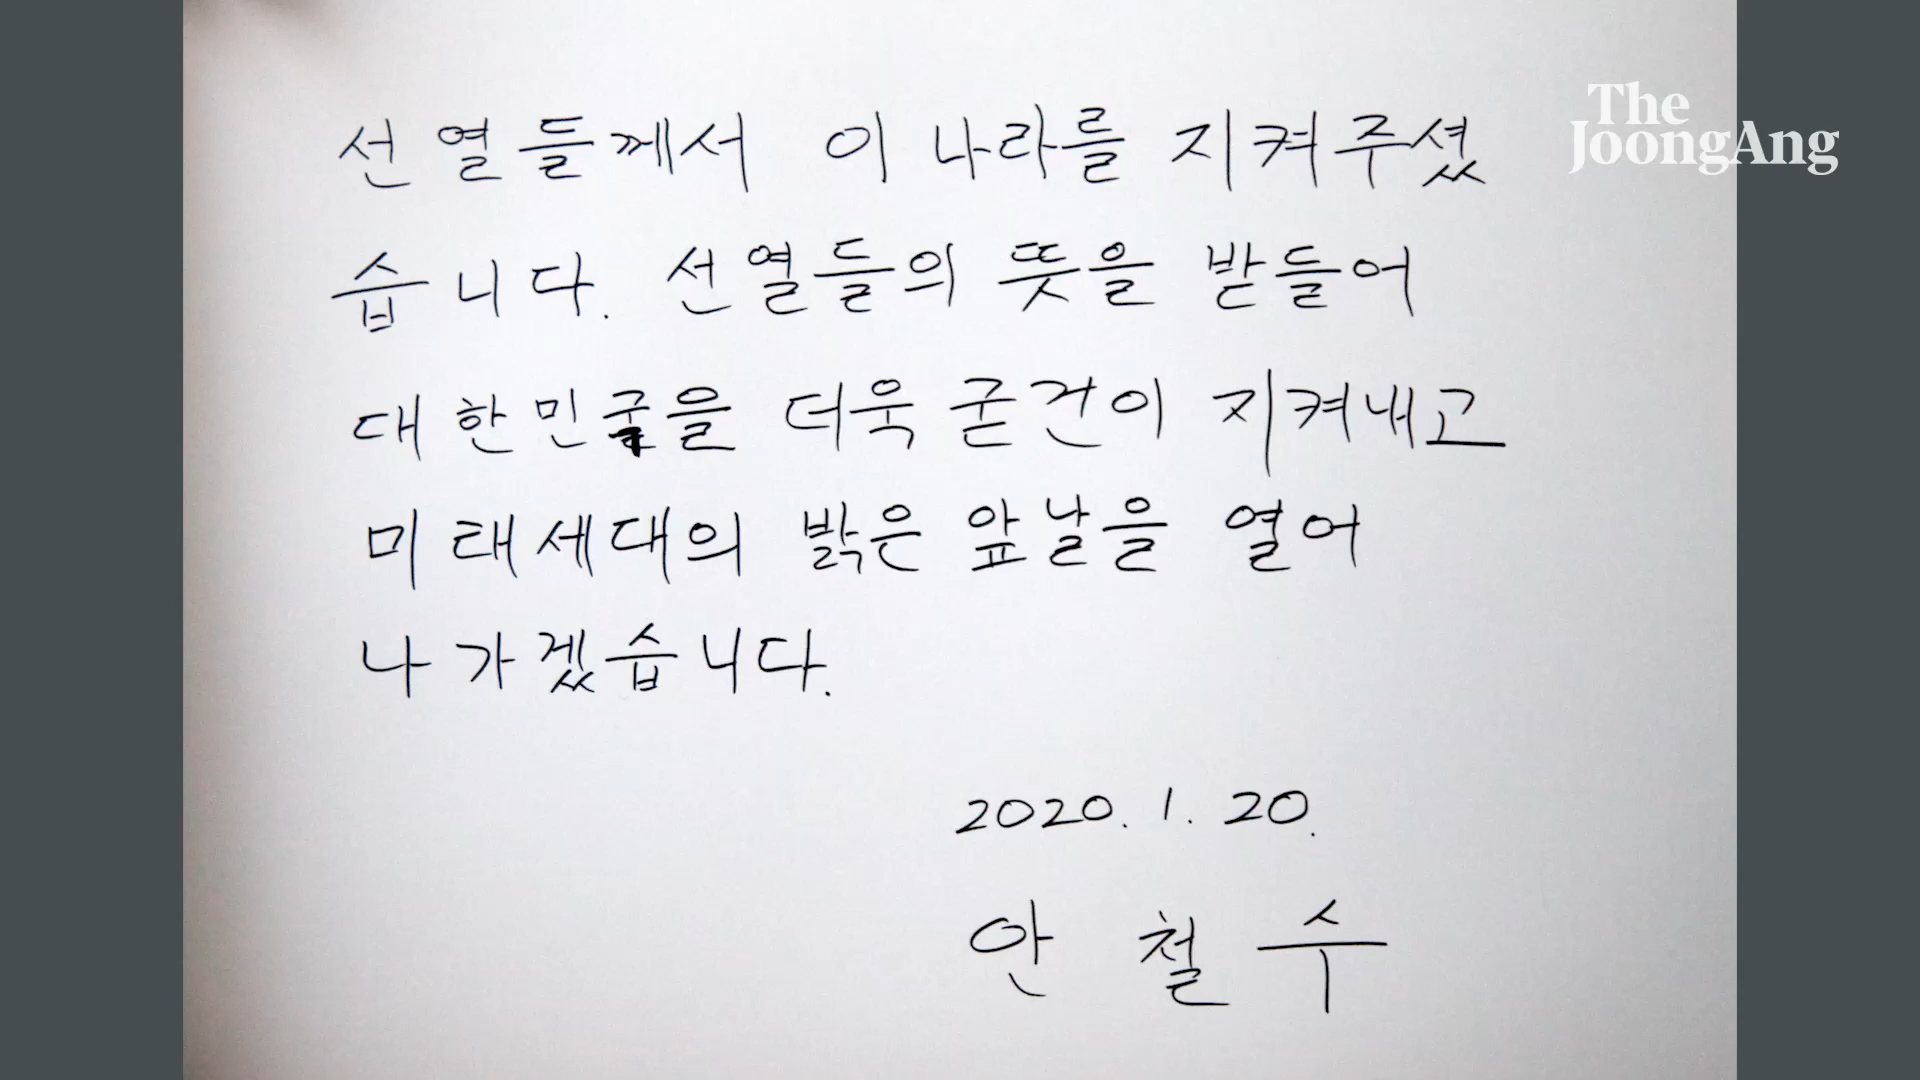 선열들께서 이 나라를 지켜주셨
습니다. 선열들의 뜻을 받들어
대한민국을 더욱 굳건이 지켜내고
미래세대의 밝은 앞날을 열어
나가겠습니다.
2020. 1. 20.
안 철 수
The
JoongAng